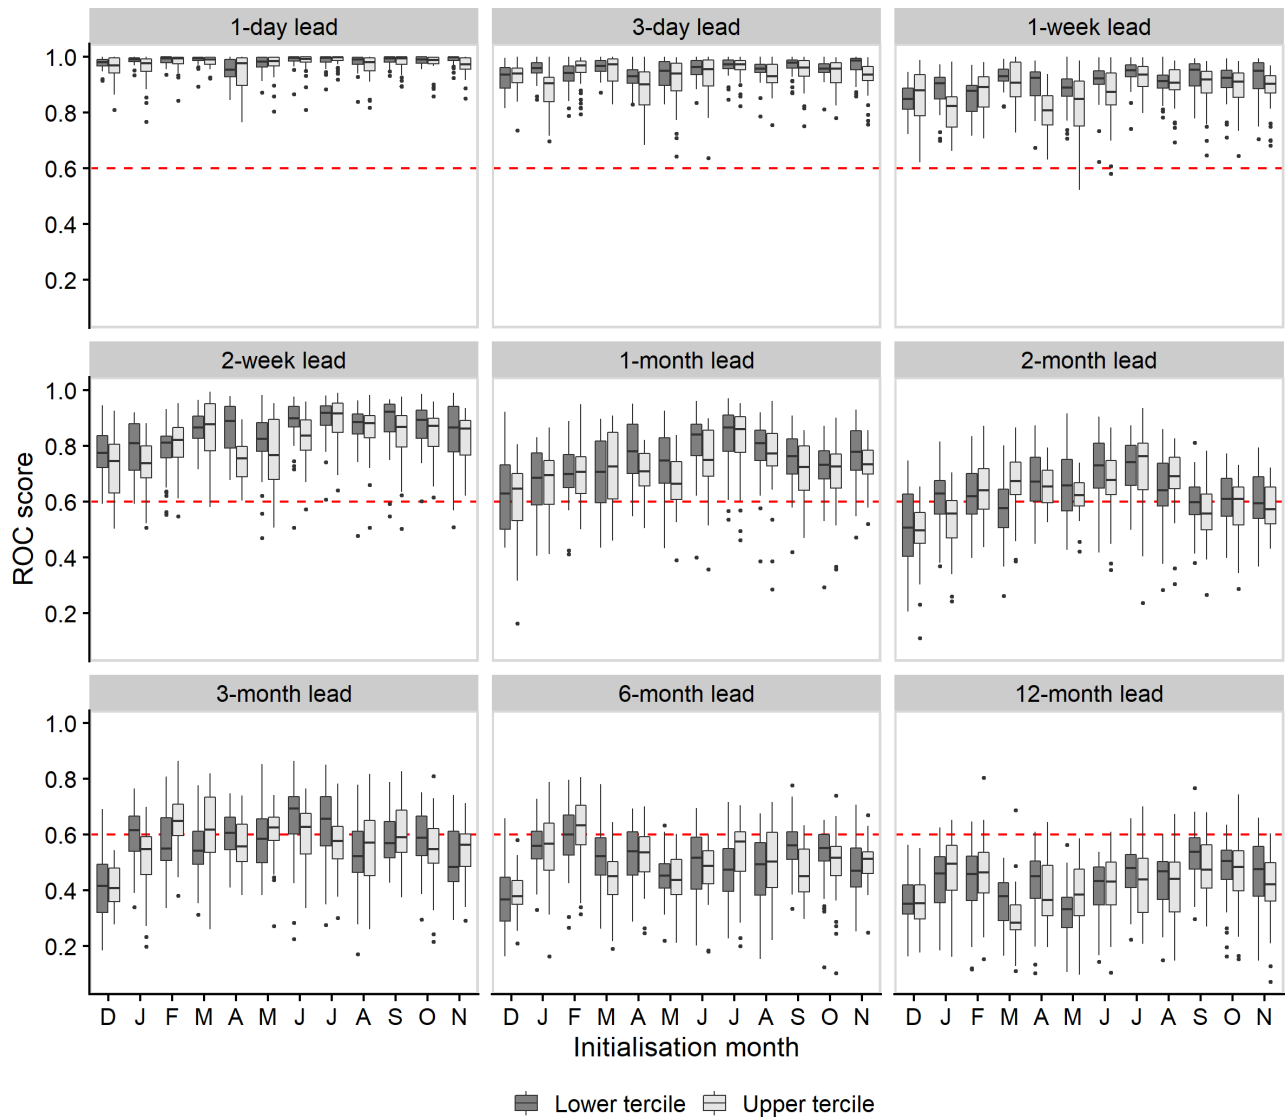 1-day lead 3-day lead 1-week lead
1.0
0.8
0.6
0.4
0.2
2-week lead 1-month lead 2-month lead
1.0
0.8
0.6
0.4
0.2
ROC score
3-month lead 6-month lead 12-month lead
1.0
0.8
0.6
0.4
0.2
D J F M A M J J A S O N D J F M A M J J A S O N D J F M A M J J A S O N
Initialisation month
Lower tercile Upper tercile